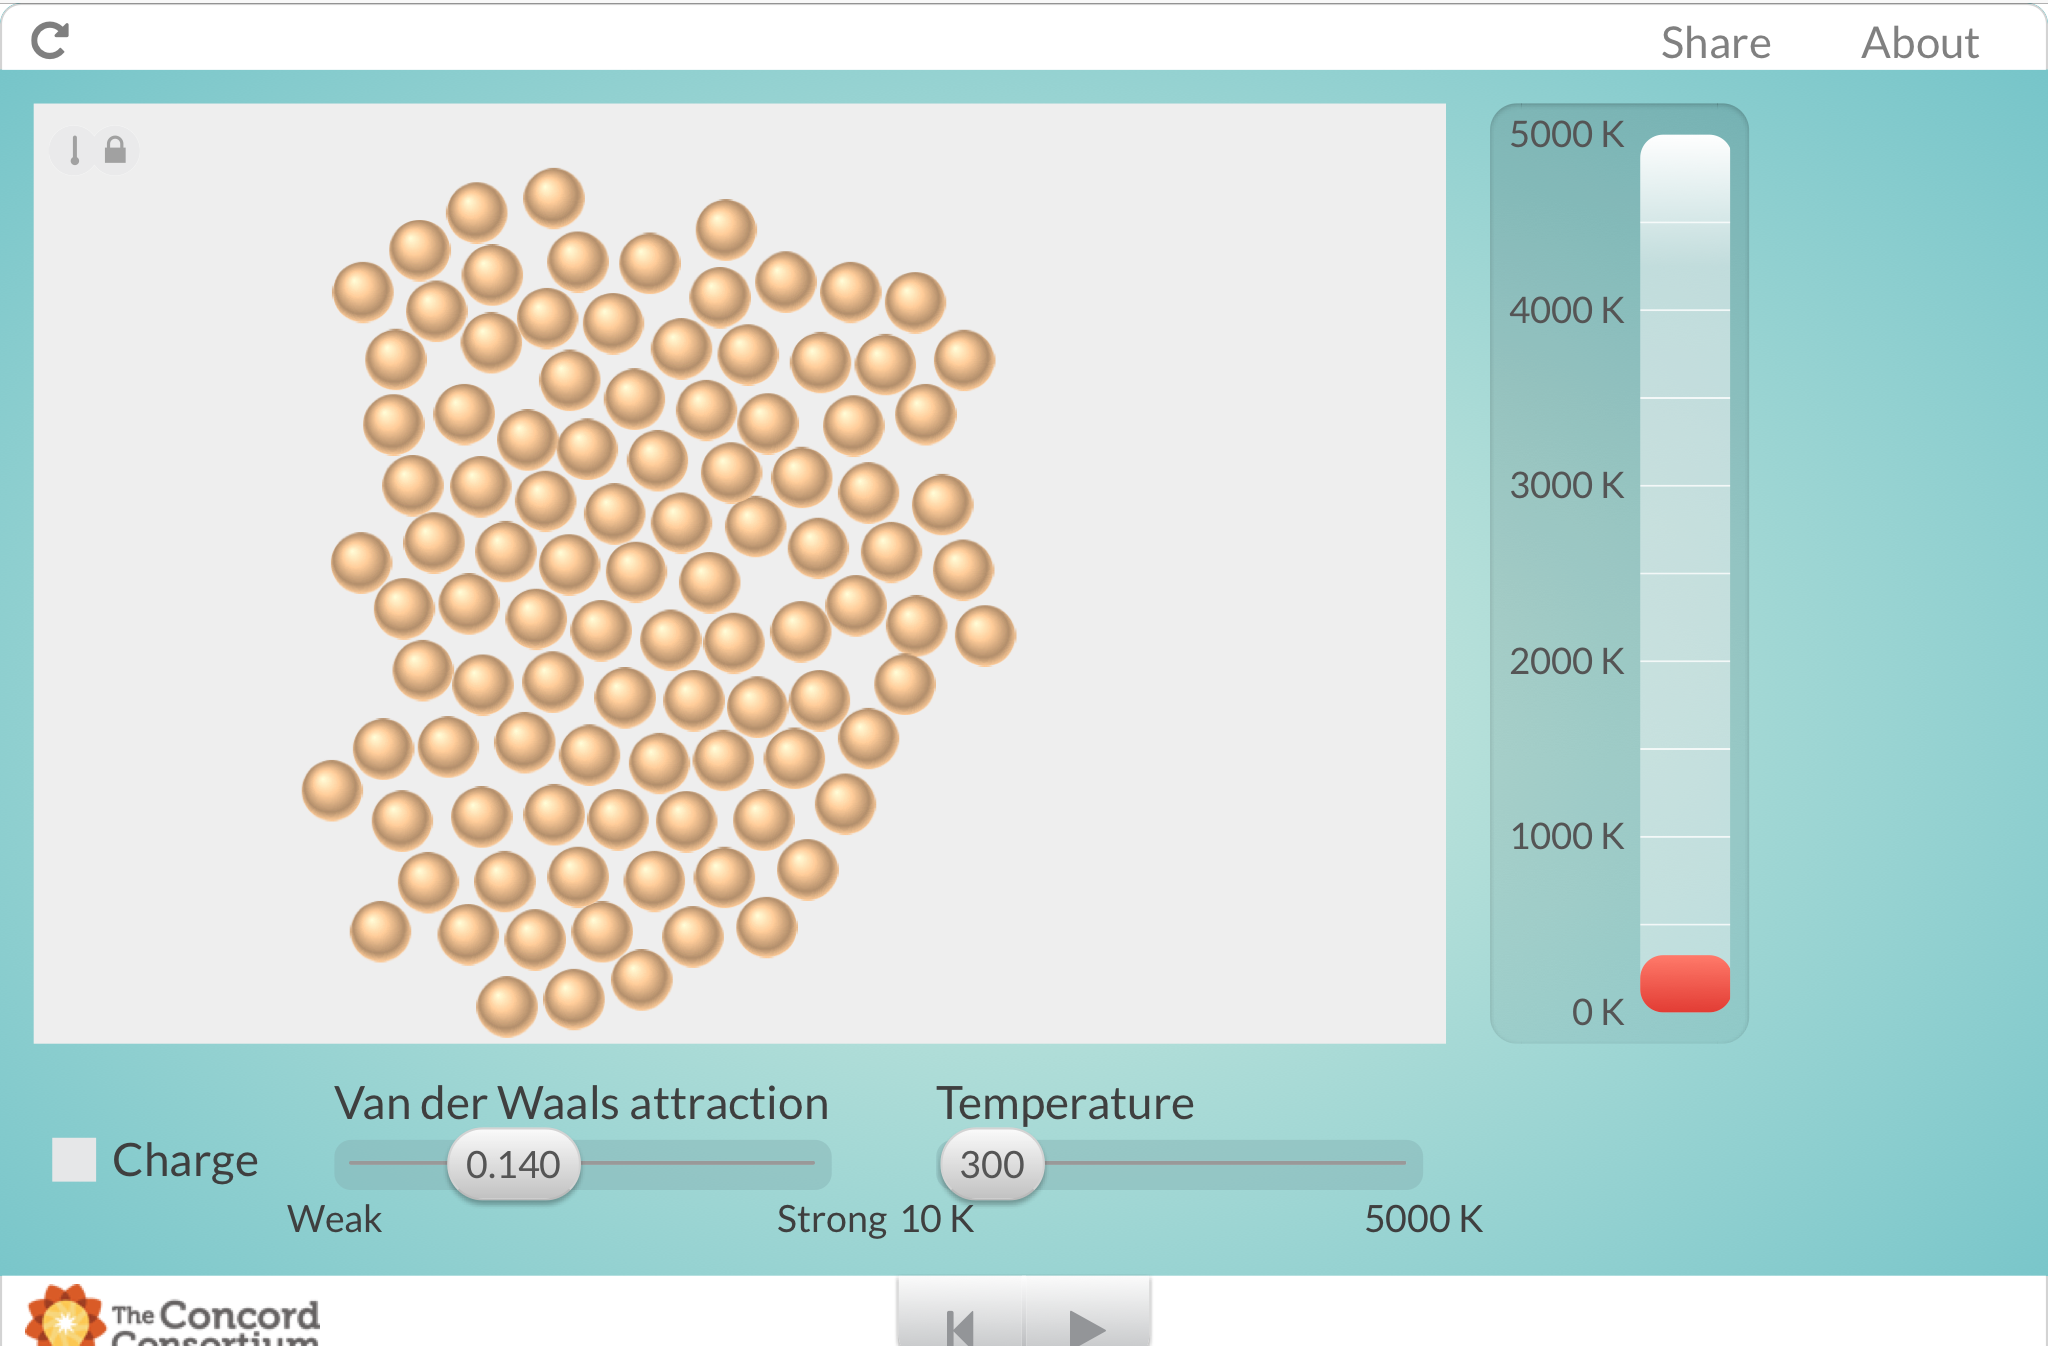 Share About
5000 K
4000 K
3000 K
2000 K
1000 K
0 K
Van der Waals attraction
Temperature
Charge
0.140
300
Weak
Strong
10 K
5000 K
The Concord
Consortium